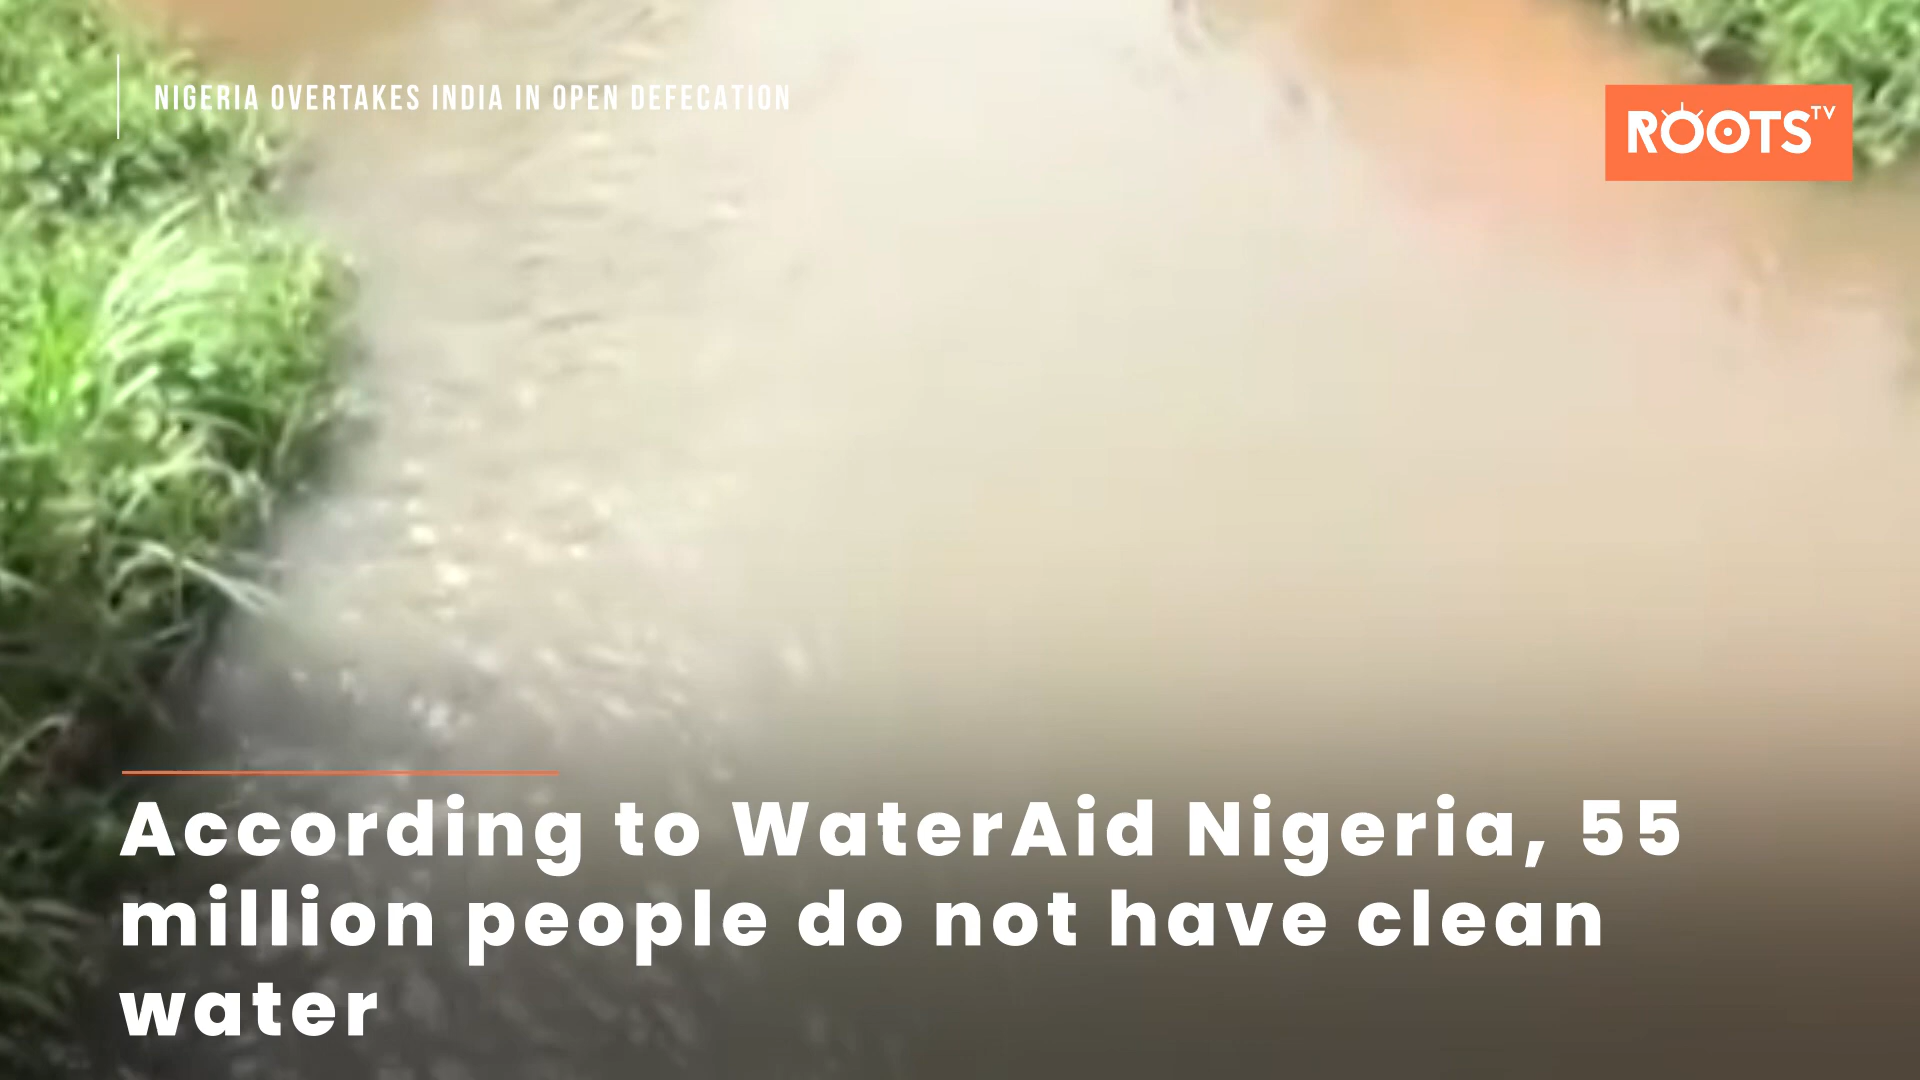 NIGERIA OVERTAKES INDIA IN OPEN DEFECATION
ROOTS TV
According to WaterAid Nigeria, 55
million people do not have clean
water